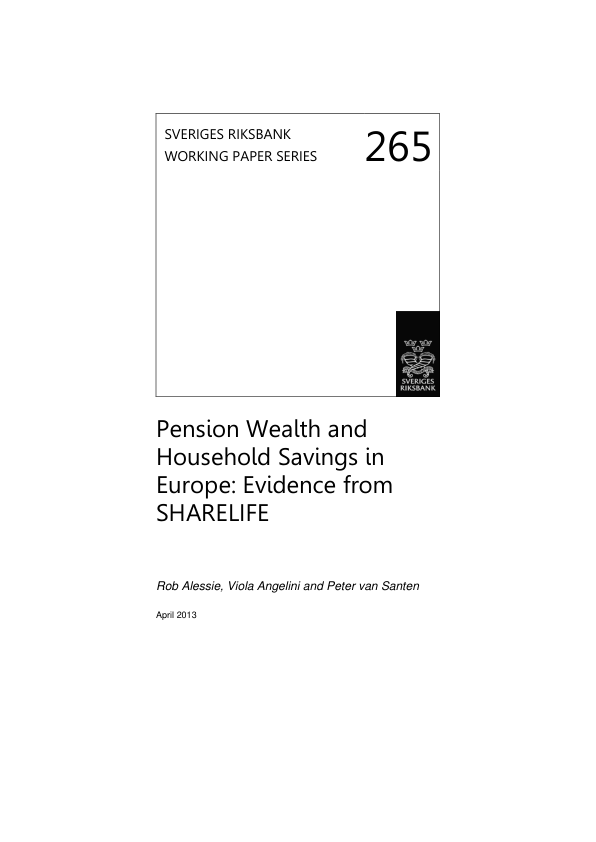 SVERIGES RIKSBANK
WORKING PAPER SERIES
265
SVERIGES
RIKSBANK
Pension Wealth and
Household Savings in
Europe: Evidence from
SHARELIFE
Rob Alessie, Viola Angelini and Peter van Santen
April 2013